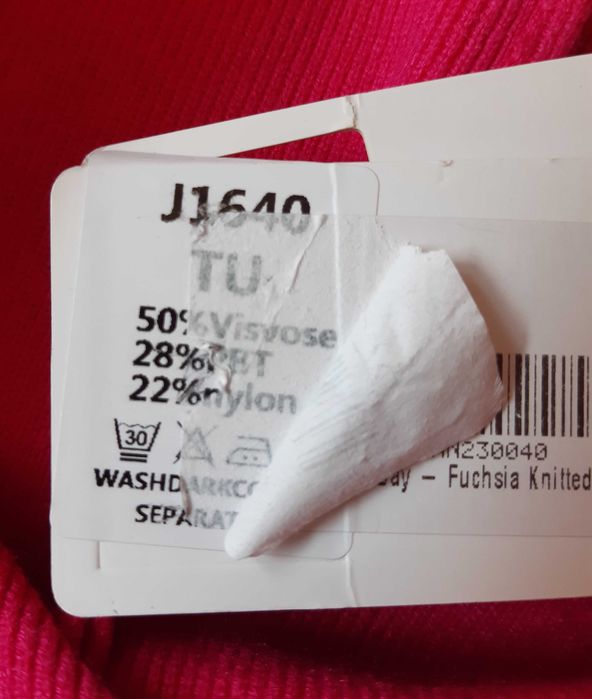 J1640
TU
50%Visvose
28%PBT
22%nylon
30
WASHDARKCO
SEPARAT
N230040
ay – Fuchsia Knitted